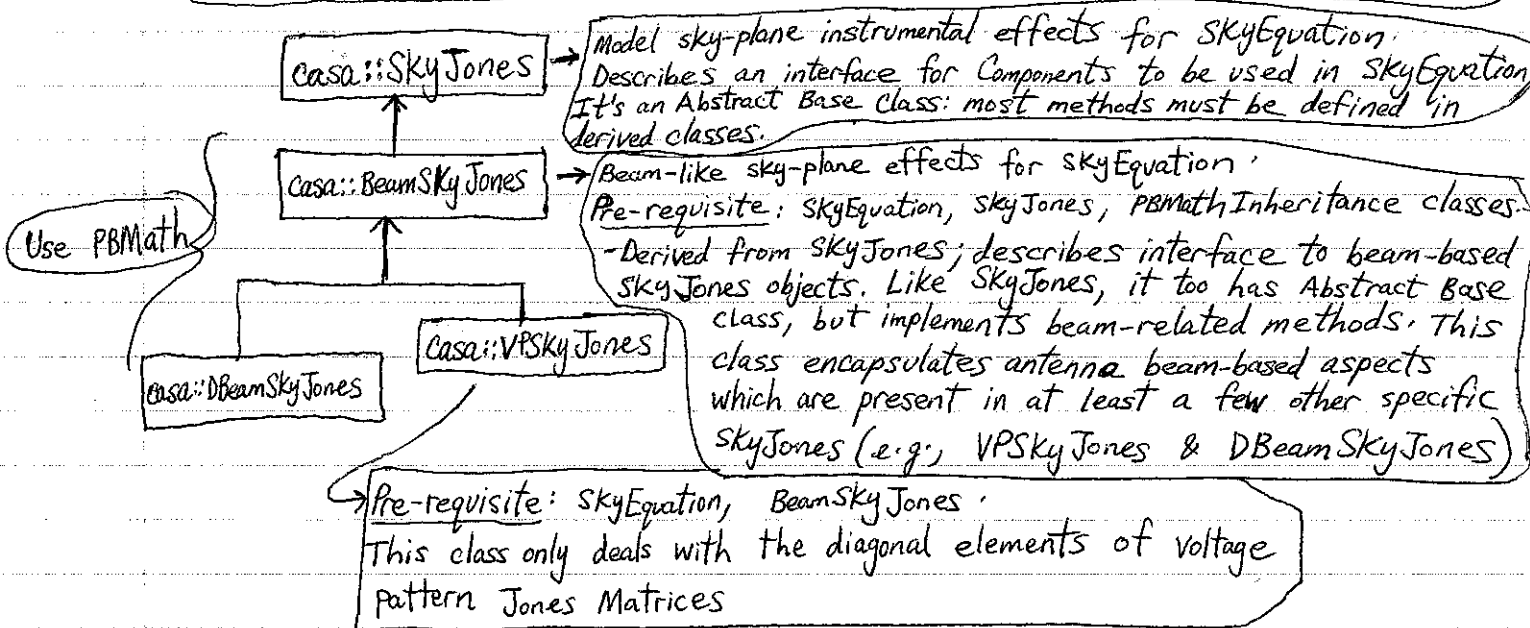 casa::SkyJones
Model sky-plane instrumental effects for SkyEquation.
Describes an interface for Components to be used in SkyEquation
It's an Abstract Base Class: most methods must be defined in
derived classes.
casa::BeamSkyJones
Beam-like sky-plane effects for SkyEquation.
Pre-requisite: SkyEquation, SkyJones, PBMathInheritance classes.
-Derived from SkyJones; describes interface to beam-based
SkyJones objects. Like SkyJones, it too has Abstract Base
class, but implements beam-related methods. This
class encapsulates antenna beam-based aspects
which are present in at least a few other specific
SkyJones (e.g., VPSkyJones & DBeamSkyJones)
Use PBMath
casa::VPSkyJones
casa::DBeamSkyJones
Pre-requisite: SkyEquation, BeamSkyJones.
This class only deals with the diagonal elements of voltage
pattern Jones Matrices